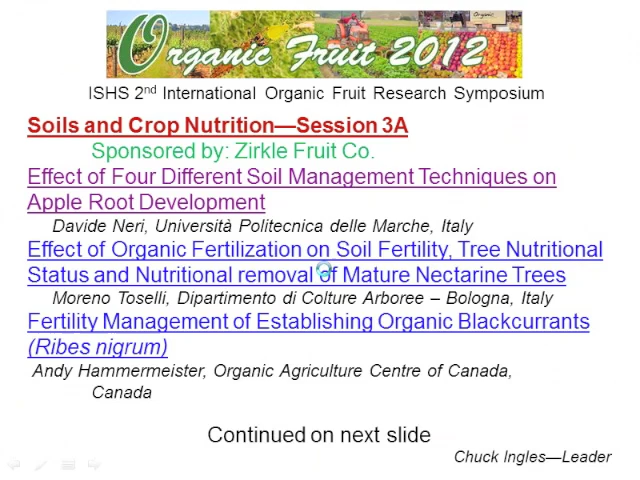 Organic Fruit 2012
ISHS 2nd International Organic Fruit Research Symposium
Soils and Crop Nutrition—Session 3A
Sponsored by: Zirkle Fruit Co.
Effect of Four Different Soil Management Techniques on
Apple Root Development
Davide Neri, Università Politecnica delle Marche, Italy
Effect of Organic Fertilization on Soil Fertility, Tree Nutritional
Status and Nutritional removal of Mature Nectarine Trees
Moreno Toselli, Dipartimento di Colture Arboree – Bologna, Italy
Fertility Management of Establishing Organic Blackcurrants
(Ribes nigrum)
Andy Hammermeister, Organic Agriculture Centre of Canada,
Canada
Continued on next slide
Chuck Ingles—Leader